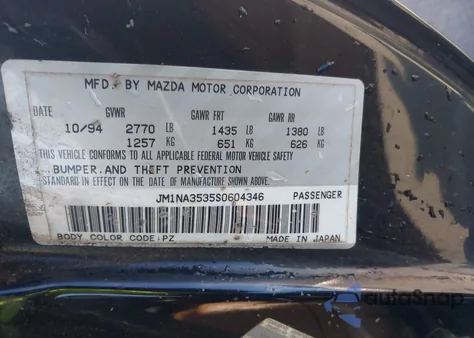 MFD. BY MAZDA MOTOR CORPORATION
DATE GVWR GAWR FRT GAWR RR
10/94 2770 LB 1435 LB 1380 LB
1257 KG 651 KG 626 KG
THIS VEHICLE CONFORMS TO ALL APPLICABLE FEDERAL MOTOR VEHICLE SAFETY
, BUMPER, AND THEFT PREVENTION
STANDARD IN EFFECT ON THE DATE OF MANUFACTURE SHOWN ABOVE.
JM1NA3535S0604346 PASSENGER
BODY COLOR CODE:PZ MADE IN JAPAN
autoSnap